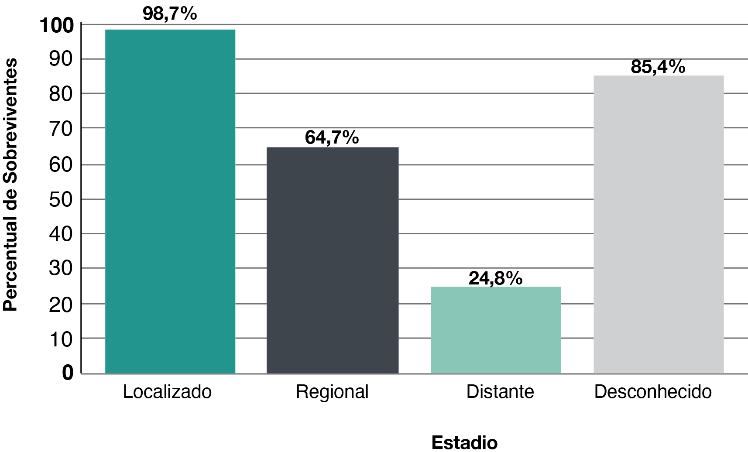 Percentual de Sobreviventes
100
90
80
70
60
50
40
30
20
10
0
98,7%
64,7%
24,8%
85,4%
Localizado
Regional
Distante
Desconhecido
Estadio